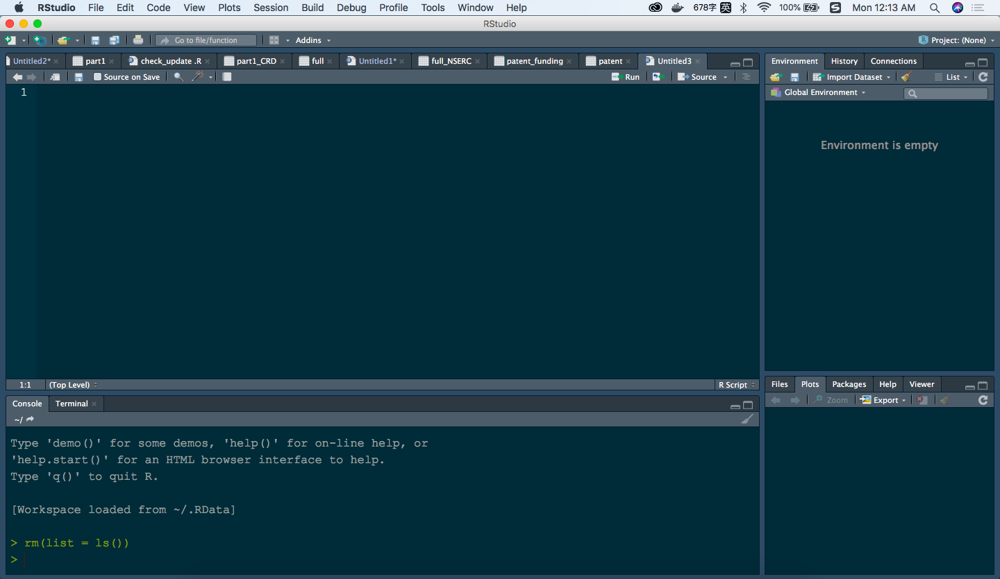 RStudio File Edit Code View Plots Session Build Debug Profile Tools Window Help 678字 英 100% S Mon 12:13 AM
RStudio
Go to file/function Addins Project: (None)
Untitled2* part1 check_update .R part1_CRD full Untitled1* full_NSERC patent_funding patent Untitled3
Source on Save Run Source
1
1:1 (Top Level) R Script
Console Terminal
~/
Type 'demo()' for some demos, 'help()' for on-line help, or
'help.start()' for an HTML browser interface to help.
Type 'q()' to quit R.
[Workspace loaded from ~/.RData]
> rm(list = ls())
>
Environment History Connections
Import Dataset List
Global Environment
Environment is empty
Files Plots Packages Help Viewer
Zoom Export